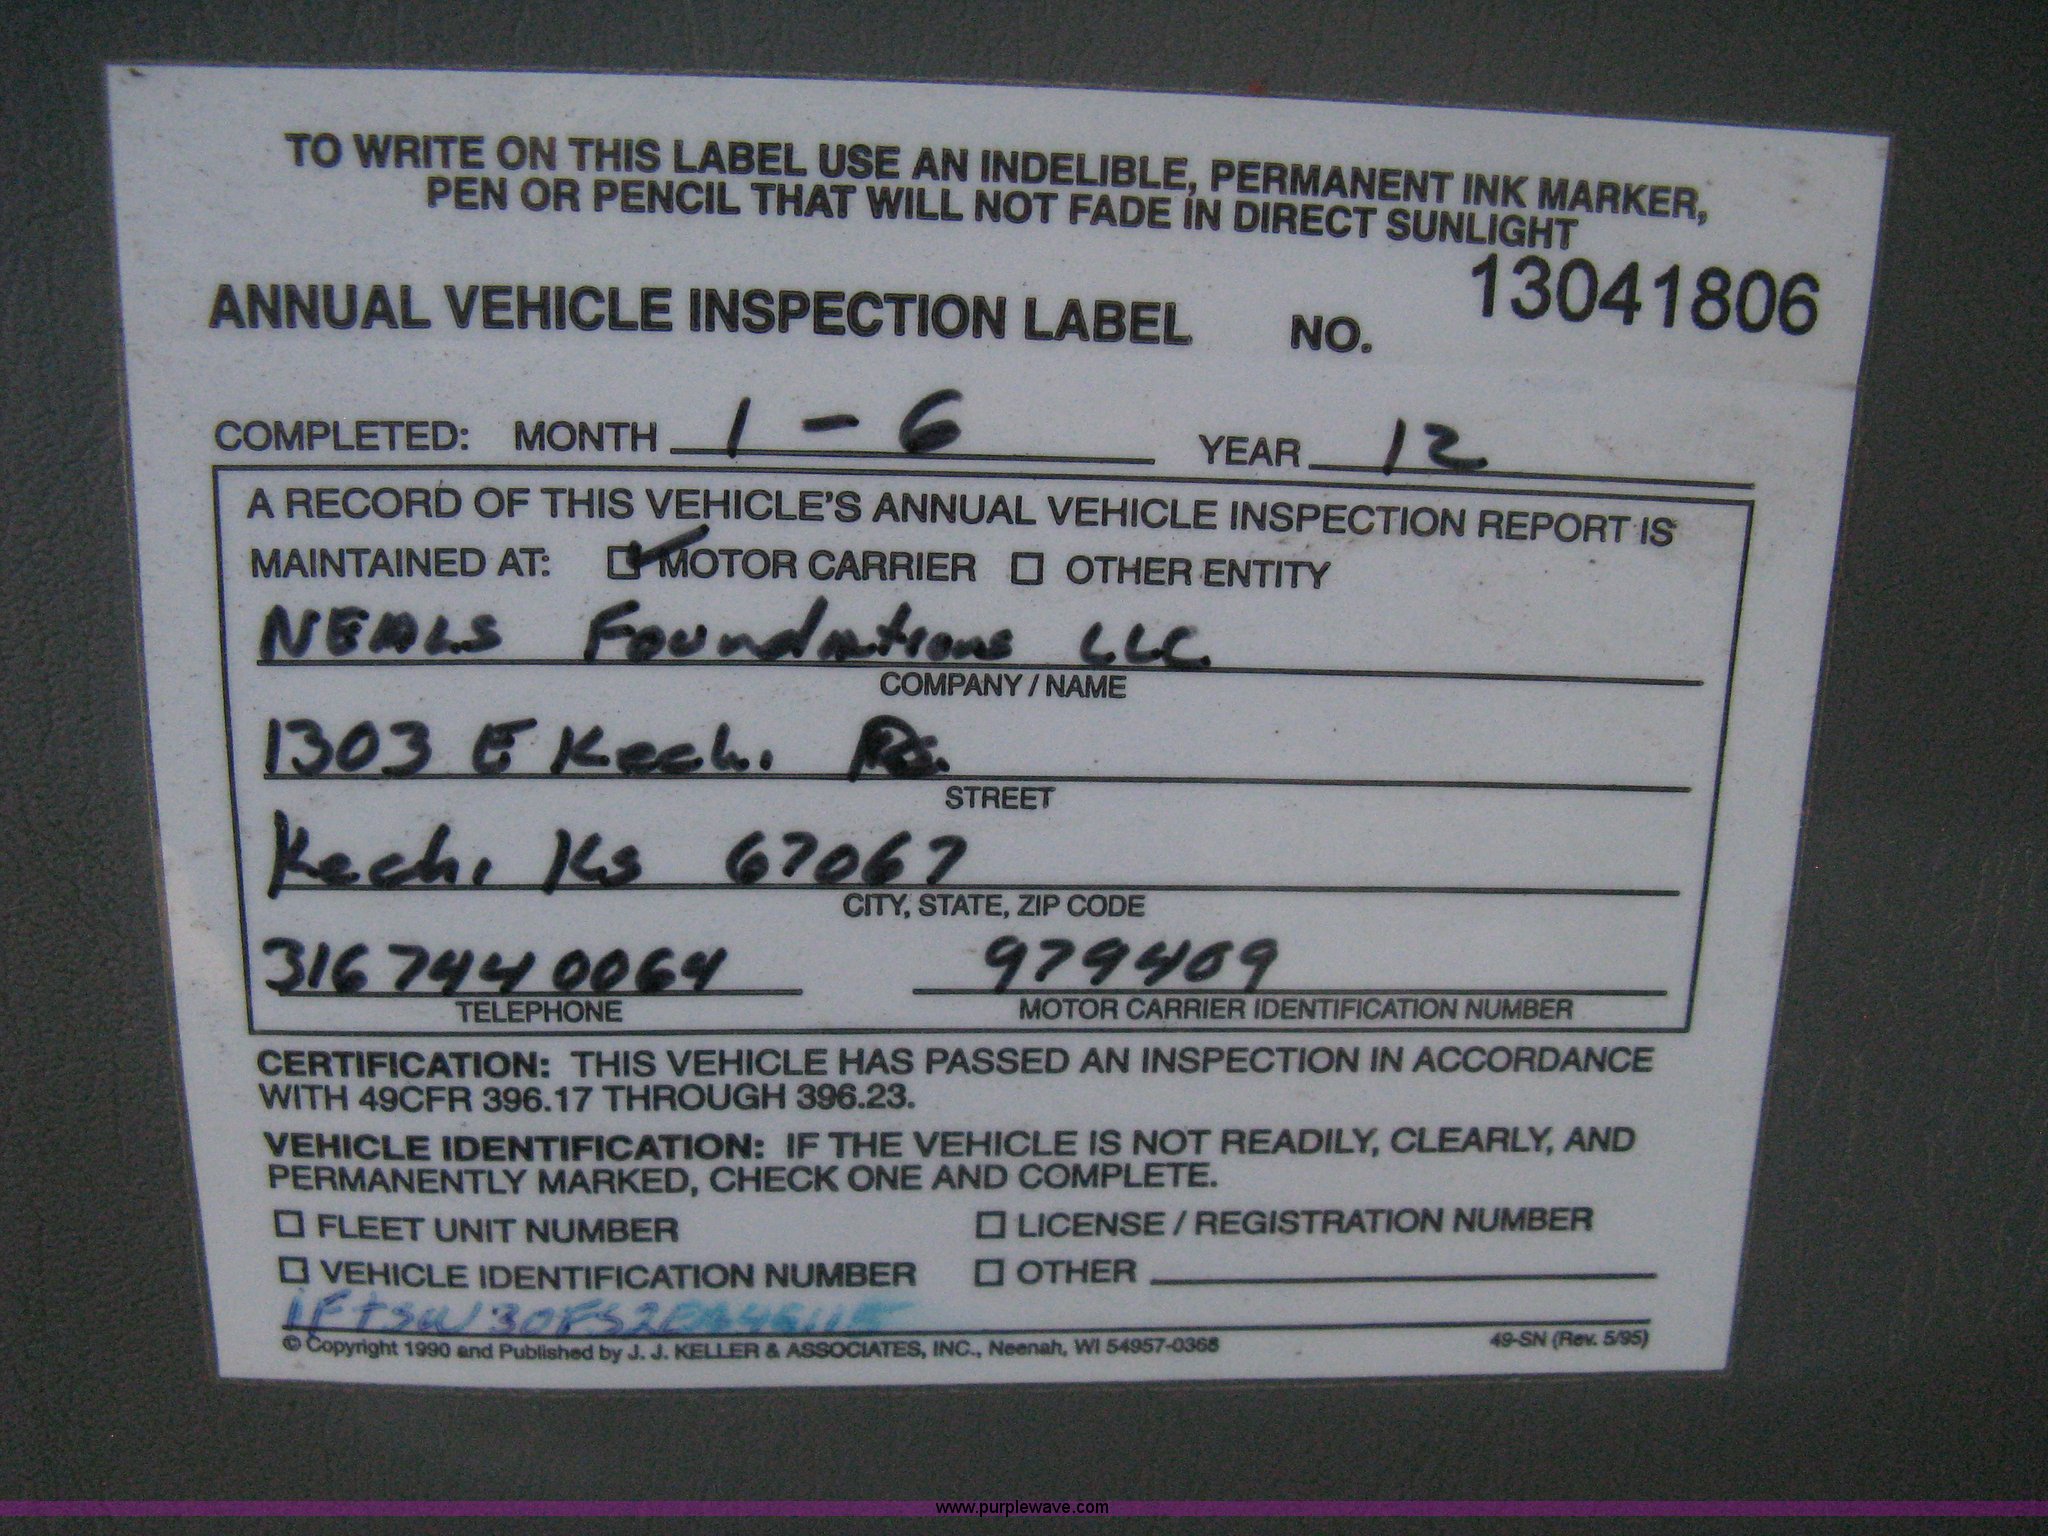 TO WRITE ON THIS LABEL USE AN INDELIBLE, PERMANENT INK MARKER,
PEN OR PENCIL THAT WILL NOT FADE IN DIRECT SUNLIGHT
ANNUAL VEHICLE INSPECTION LABEL NO. 13041806
COMPLETED: MONTH 1 - 6 YEAR 12
A RECORD OF THIS VEHICLE'S ANNUAL VEHICLE INSPECTION REPORT IS
MAINTAINED AT: MOTOR CARRIER OTHER ENTITY
NEALS Foundations LLC.
COMPANY / NAME
1303 E Kechi
STREET
Kechi Ks 67067
CITY, STATE, ZIP CODE
316 744 0064 979409
TELEPHONE MOTOR CARRIER IDENTIFICATION NUMBER
CERTIFICATION: THIS VEHICLE HAS PASSED AN INSPECTION IN ACCORDANCE
WITH 49CFR 396.17 THROUGH 396.23.
VEHICLE IDENTIFICATION: IF THE VEHICLE IS NOT READILY, CLEARLY, AND
PERMANENTLY MARKED, CHECK ONE AND COMPLETE.
FLEET UNIT NUMBER LICENSE / REGISTRATION NUMBER
VEHICLE IDENTIFICATION NUMBER OTHER
© Copyright 1990 and Published by J. J. KELLER & ASSOCIATES, INC., Neenah, WI 54957-0368 49-SN (Rev. 5/95)
www.purplewave.com